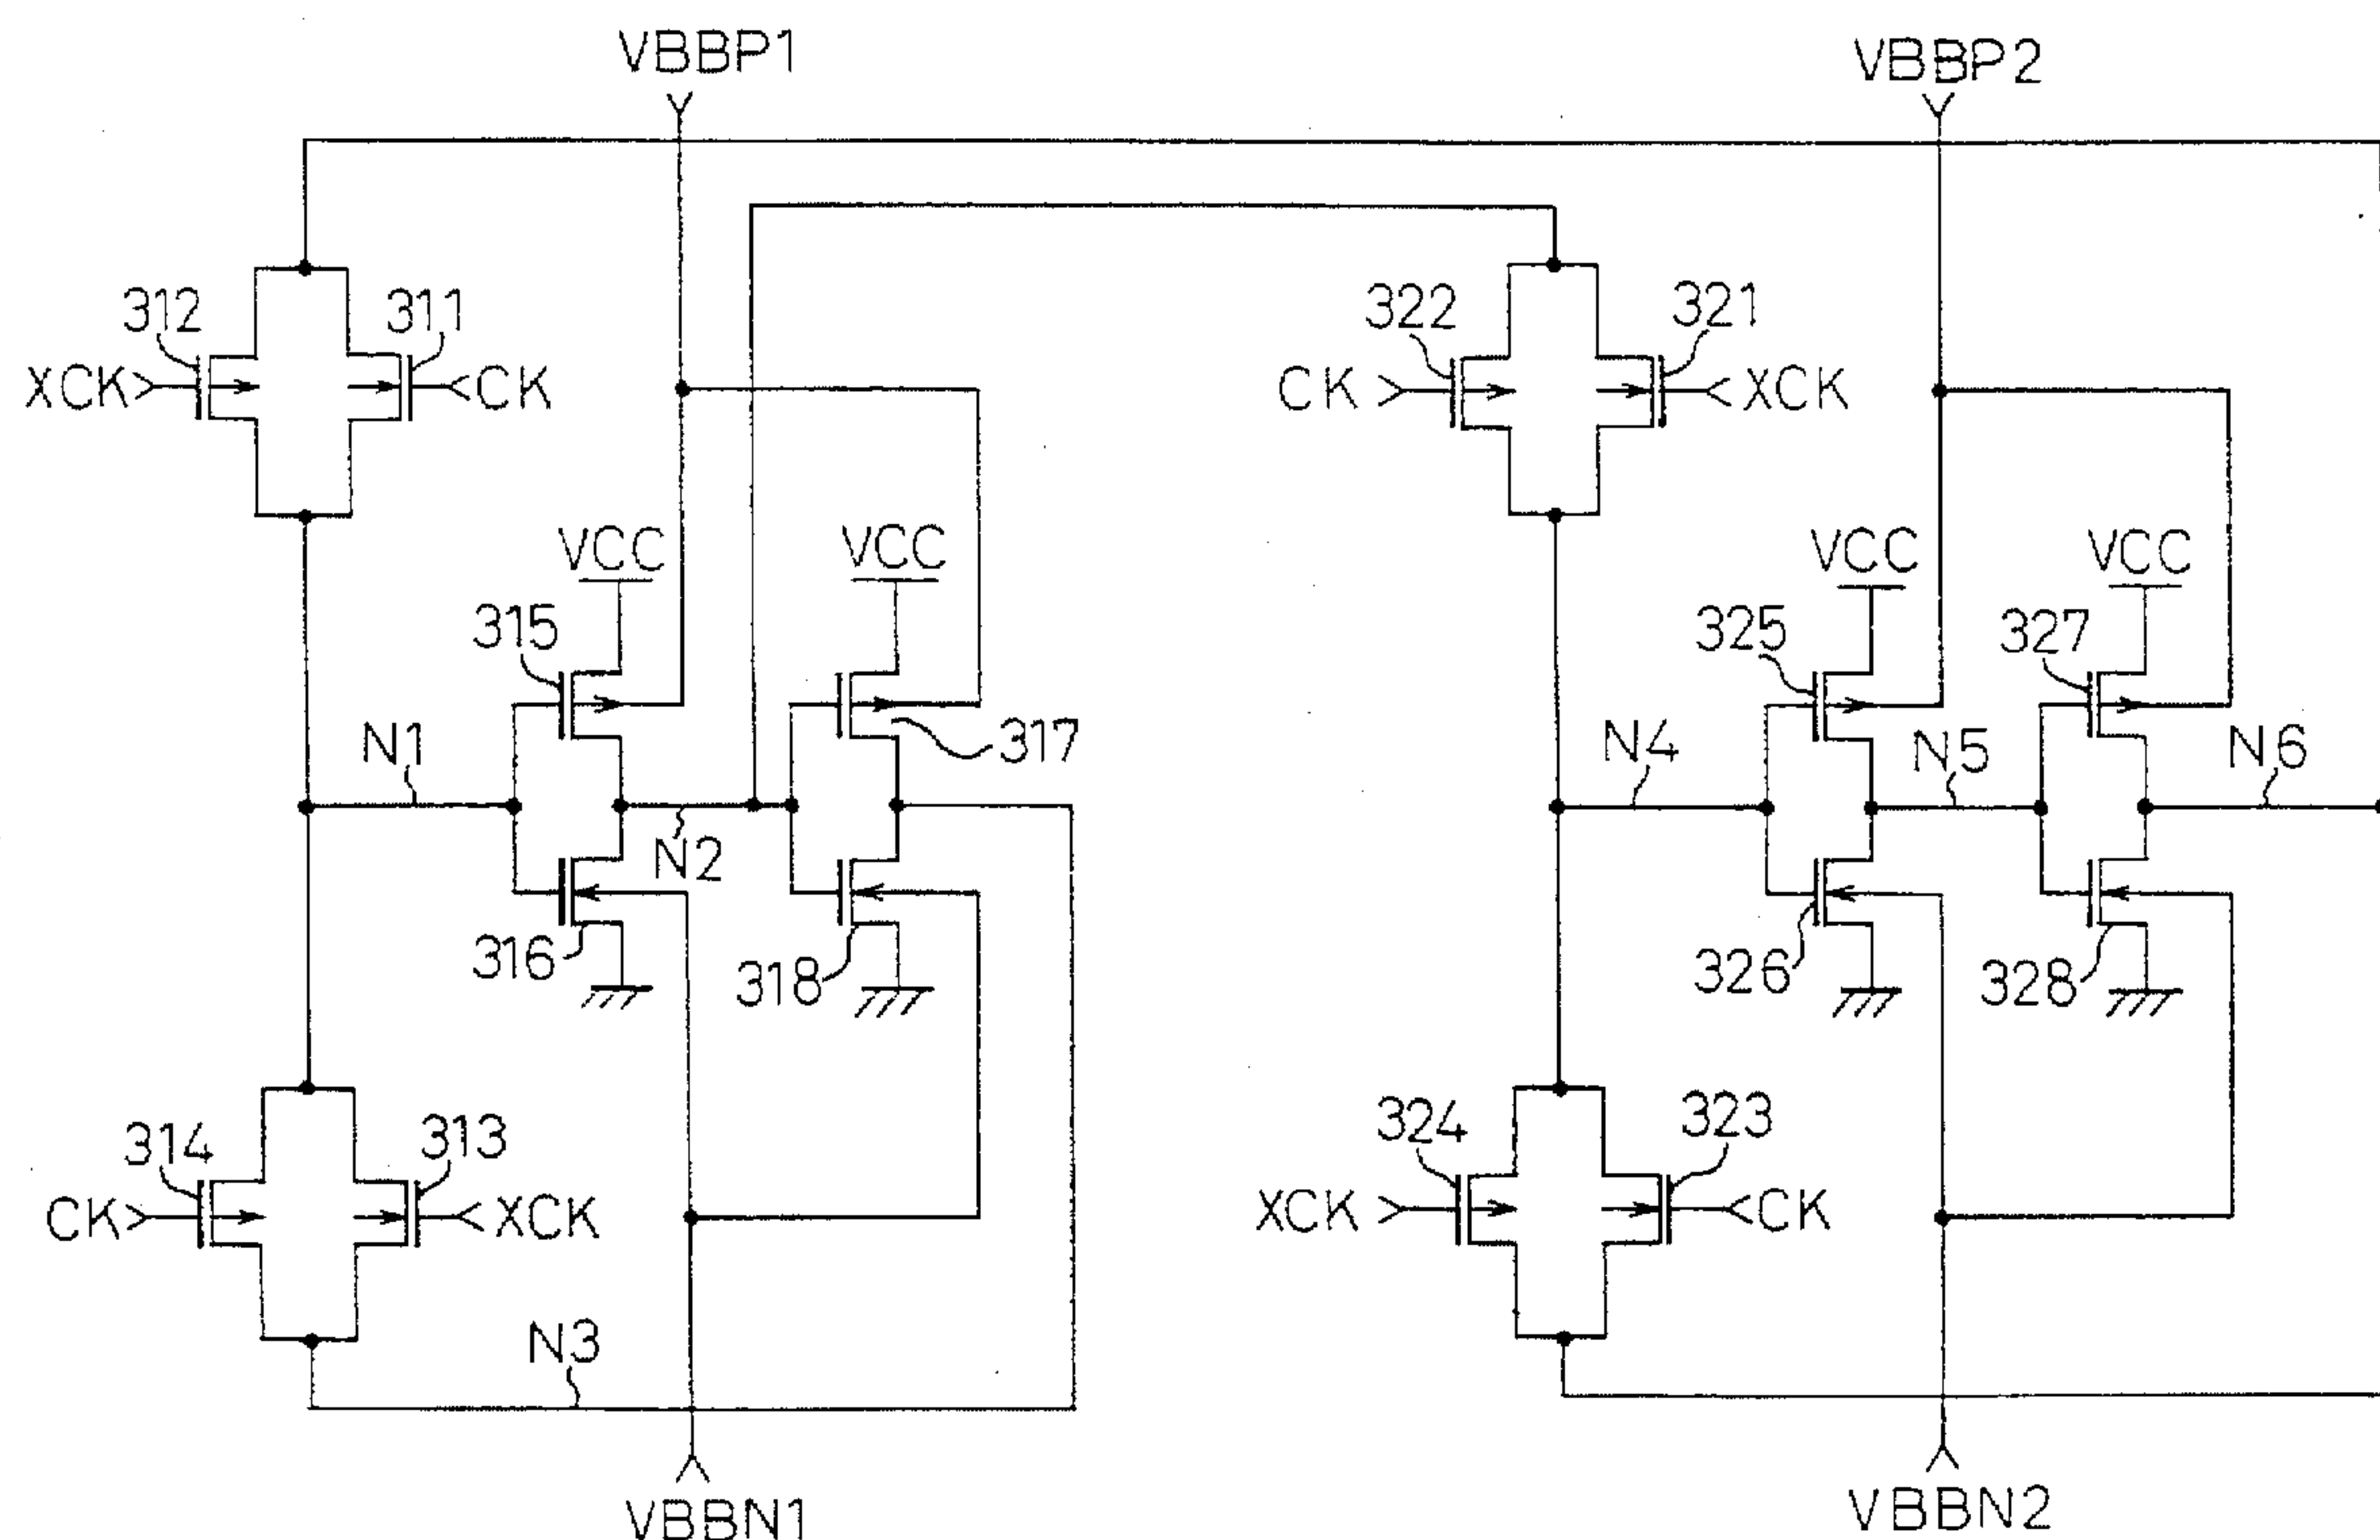 VBBP1
VBBP2
312
311
XCK
CK
322
321
CK
XCK
VCC
VCC
VCC
VCC
315
325
327
N1
317
N4
N5
N6
N2
316
318
326
328
314
313
CK
XCK
324
323
XCK
CK
N3
VBBN1
VBBN2